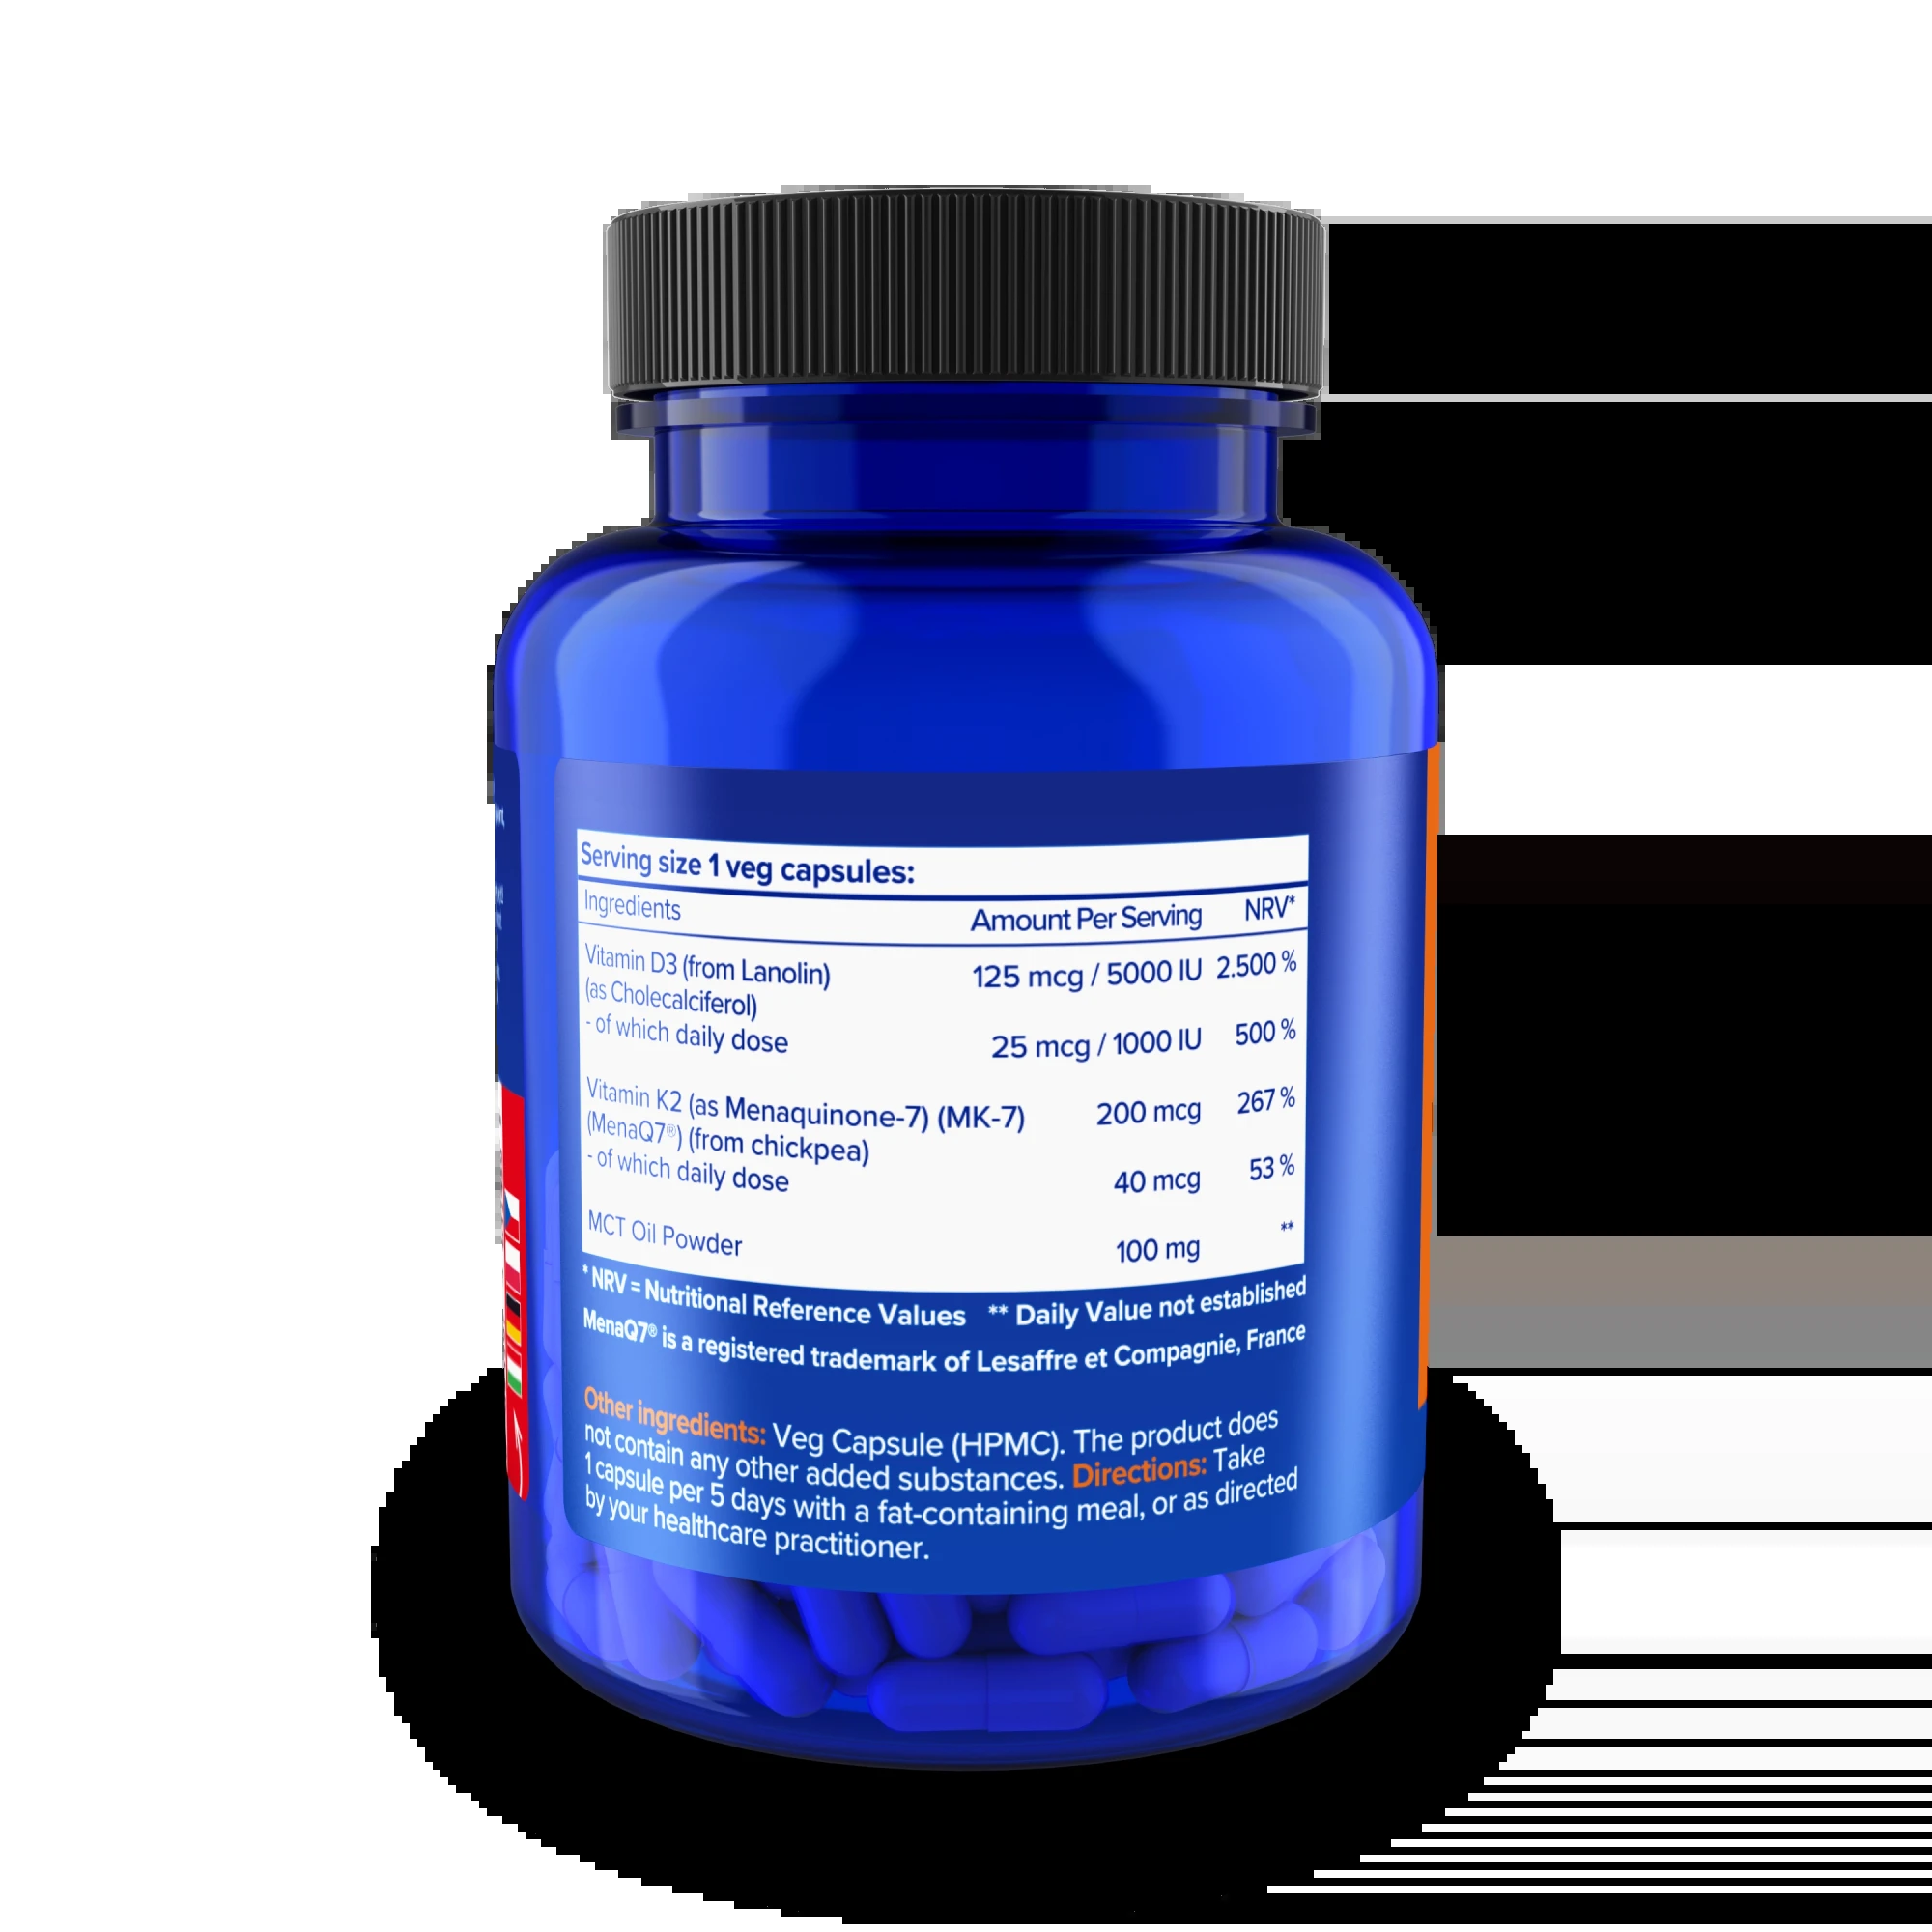 Serving size 1 veg capsules:
Ingredients Amount Per Serving NRV*
Vitamin D3 (from Lanolin) 125 mcg / 5000 IU 2.500 %
(as Cholecalciferol)
- of which daily dose 25 mcg / 1000 IU 500 %
Vitamin K2 (as Menaquinone-7) (MK-7) 200 mcg 267 %
(MenaQ7®) (from chickpea)
- of which daily dose 40 mcg 53 %
MCT Oil Powder 100 mg **
* NRV = Nutritional Reference Values ** Daily Value not established
MenaQ7® is a registered trademark of Lesaffre et Compagnie, France
Other ingredients: Veg Capsule (HPMC). The product does
not contain any other added substances. Directions: Take
1 capsule per 5 days with a fat-containing meal, or as directed
by your healthcare practitioner.